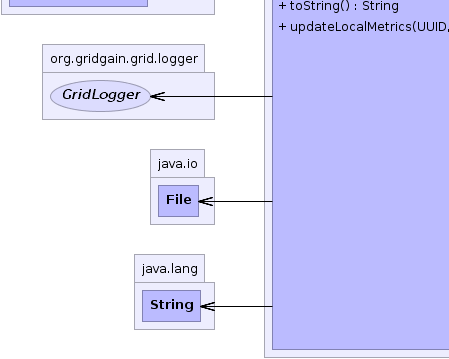 + toString() : String
+ updateLocalMetrics(UUID,
org.gridgain.grid.logger
GridLogger
java.io
File
java.lang
String